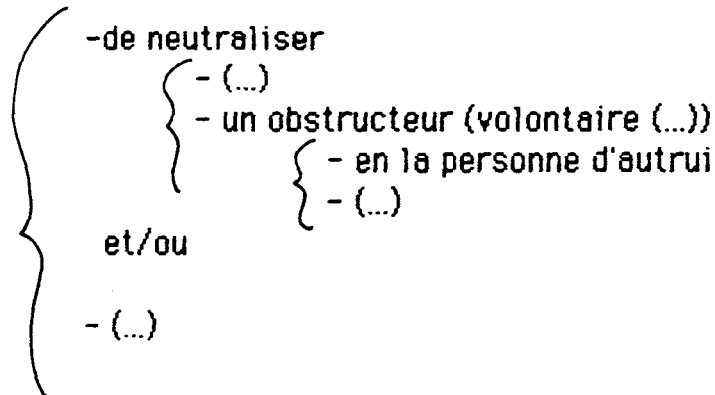 -de neutraliser
- (...)
- un obstructeur (volontaire (...))
- en la personne d'autrui
- (...)
et/ou
- (...)